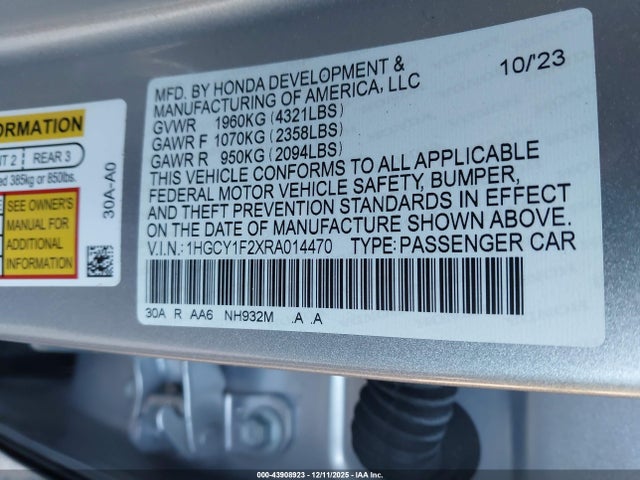 MFD. BY HONDA DEVELOPMENT & 10/'23
MANUFACTURING OF AMERICA, LLC
GVWR 1960KG (4321LBS)
GAWR F 1070KG (2358LBS)
GAWR R 950KG (2094LBS)
THIS VEHICLE CONFORMS TO ALL APPLICABLE
FEDERAL MOTOR VEHICLE SAFETY, BUMPER,
AND THEFT PREVENTION STANDARDS IN EFFECT
ON THE DATE OF MANUFACTURE SHOWN ABOVE.
V.I.N.: 1HGCY1F2XRA014470 TYPE: PASSENGER CAR
30A R AA6 NH932M .A .A
REAR 3
385kg or 850lbs.
SEE OWNER'S
MANUAL FOR
ADDITIONAL
INFORMATION
30A-A0
000-43908923 - 12/11/2025 - IAA Inc.